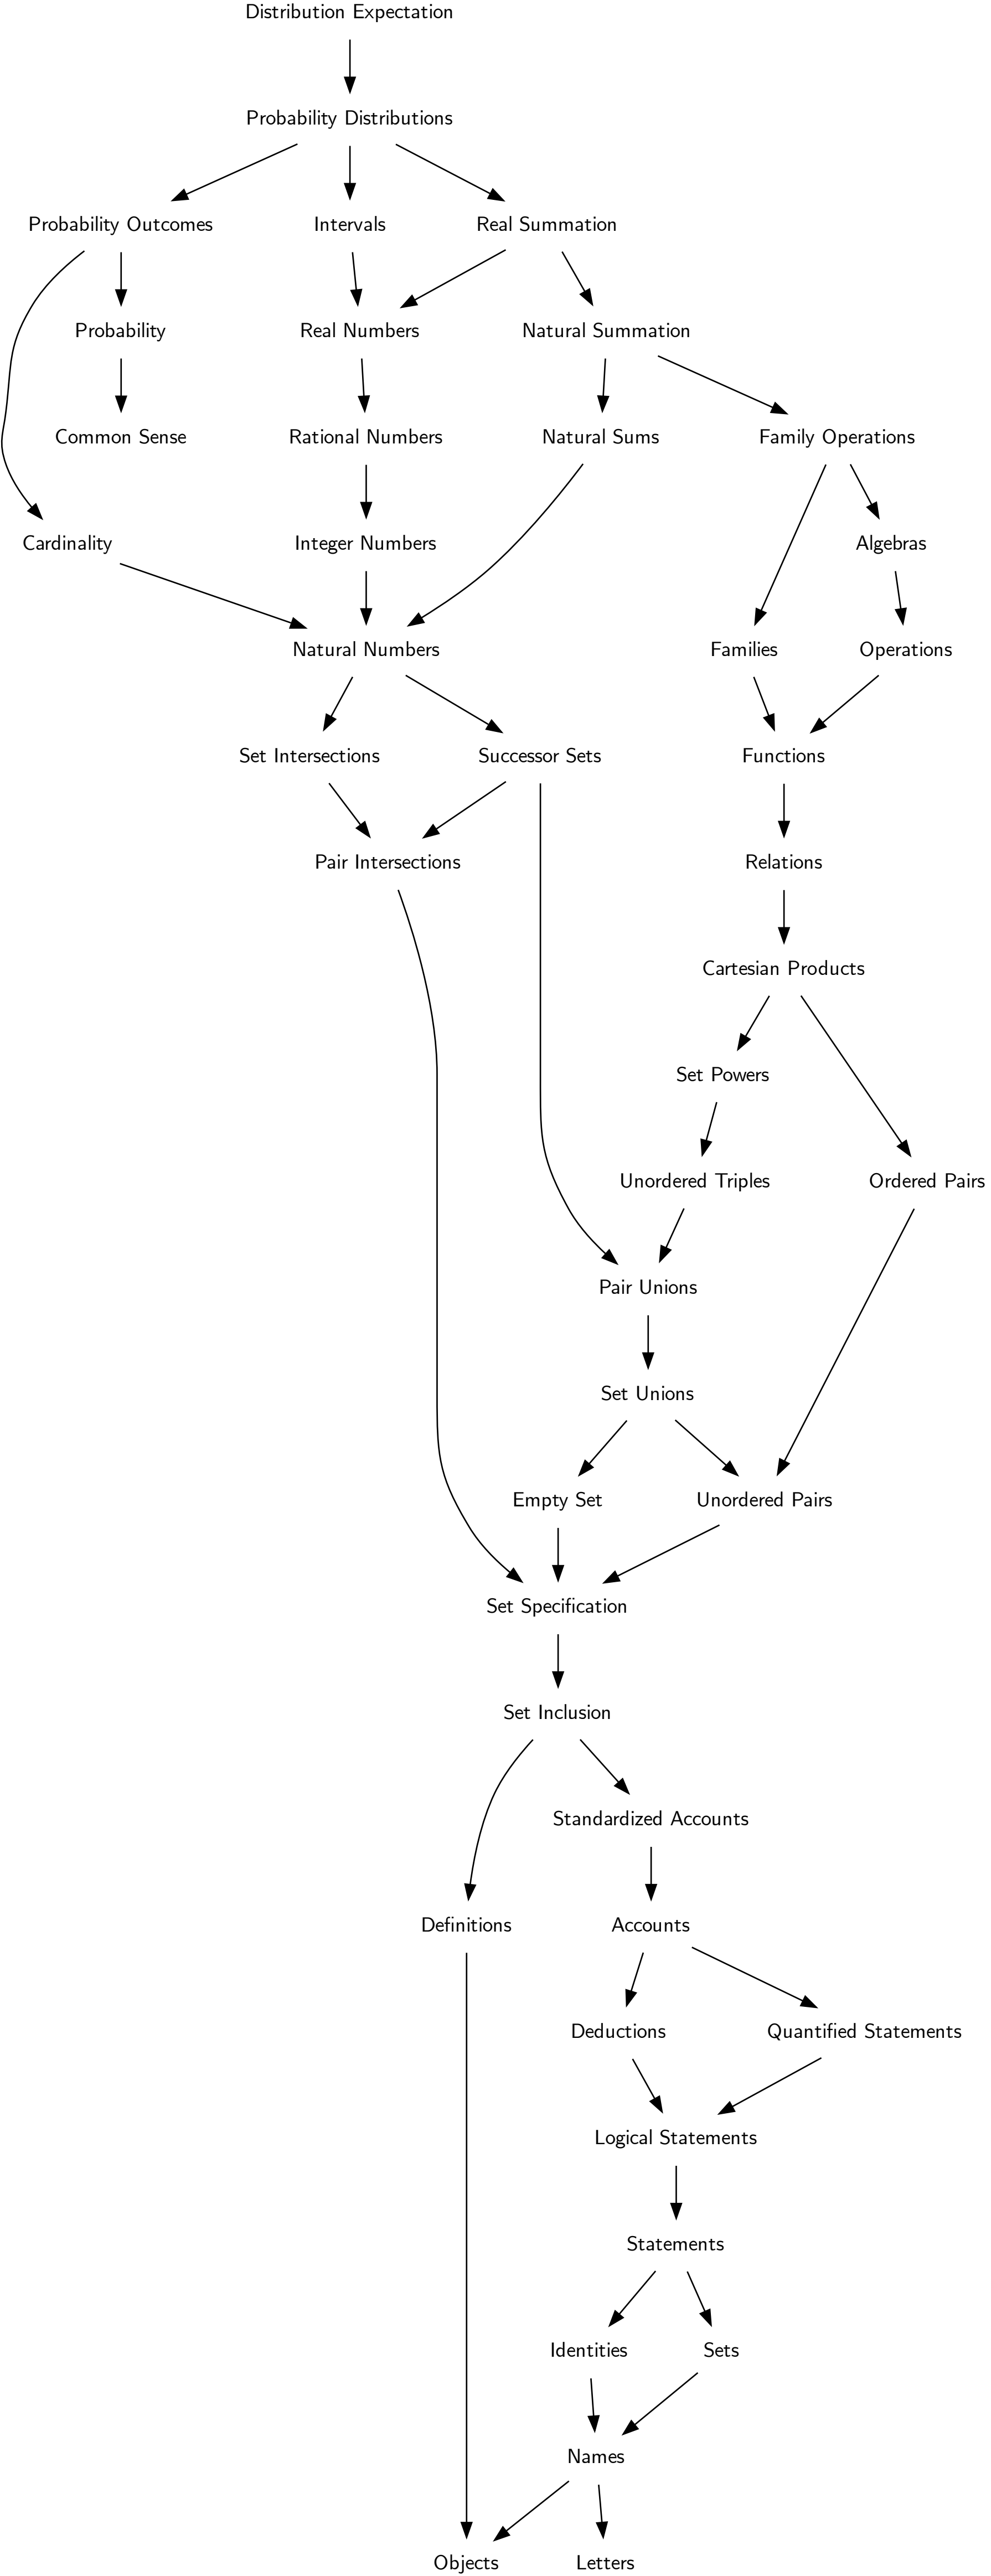 Distribution Expectation
Probability Distributions
Probability Outcomes
Intervals
Real Summation
Probability
Real Numbers
Natural Summation
Common Sense
Rational Numbers
Natural Sums
Family Operations
Cardinality
Integer Numbers
Algebras
Natural Numbers
Families
Operations
Set Intersections
Successor Sets
Functions
Pair Intersections
Relations
Cartesian Products
Set Powers
Unordered Triples
Ordered Pairs
Pair Unions
Set Unions
Empty Set
Unordered Pairs
Set Specification
Set Inclusion
Standardized Accounts
Definitions
Accounts
Deductions
Quantified Statements
Logical Statements
Statements
Identities
Sets
Names
Objects
Letters